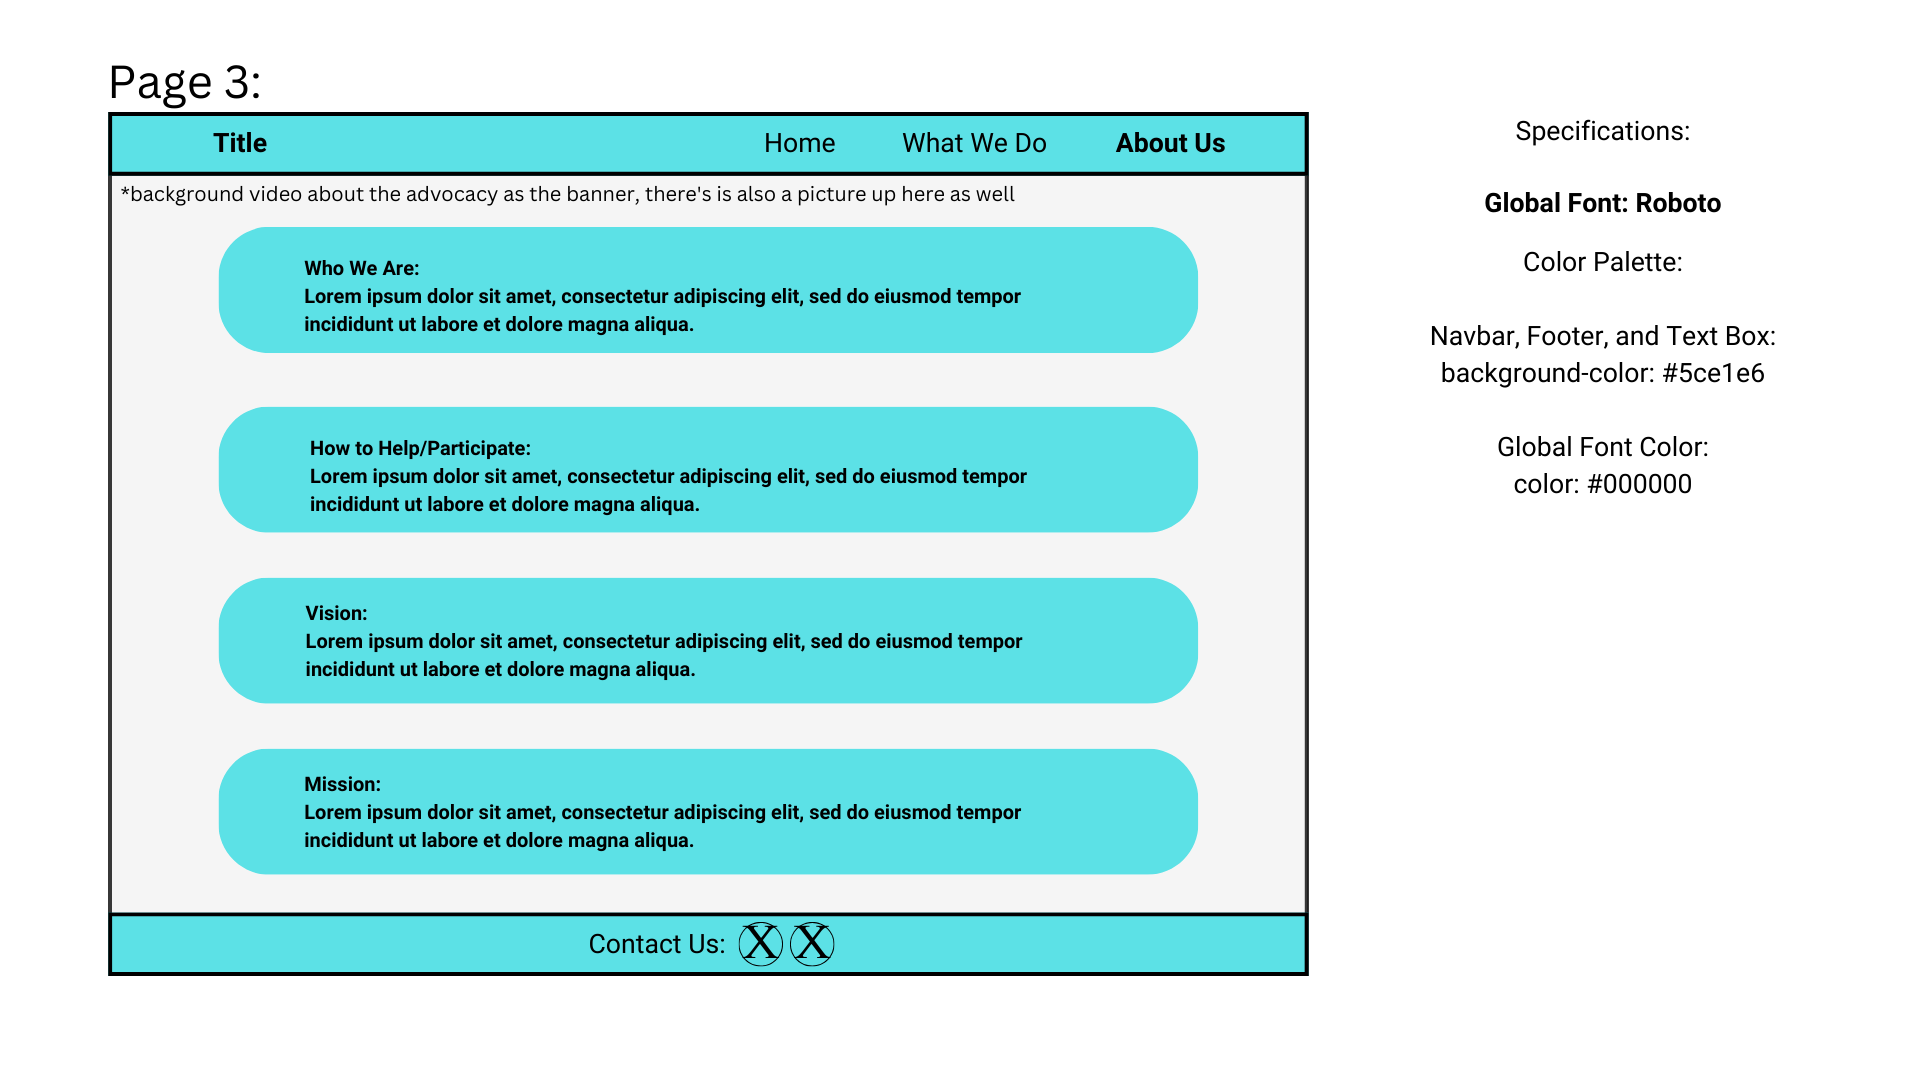 Page 3:
Title Home What We Do About Us
*background video about the advocacy as the banner, there's is also a picture up here as well
Who We Are:
Lorem ipsum dolor sit amet, consectetur adipiscing elit, sed do eiusmod tempor
incididunt ut labore et dolore magna aliqua.
How to Help/Participate:
Lorem ipsum dolor sit amet, consectetur adipiscing elit, sed do eiusmod tempor
incididunt ut labore et dolore magna aliqua.
Vision:
Lorem ipsum dolor sit amet, consectetur adipiscing elit, sed do eiusmod tempor
incididunt ut labore et dolore magna aliqua.
Mission:
Lorem ipsum dolor sit amet, consectetur adipiscing elit, sed do eiusmod tempor
incididunt ut labore et dolore magna aliqua.
Contact Us: X X
Specifications:
Global Font: Roboto
Color Palette:
Navbar, Footer, and Text Box:
background-color: #5ce1e6
Global Font Color:
color: #000000